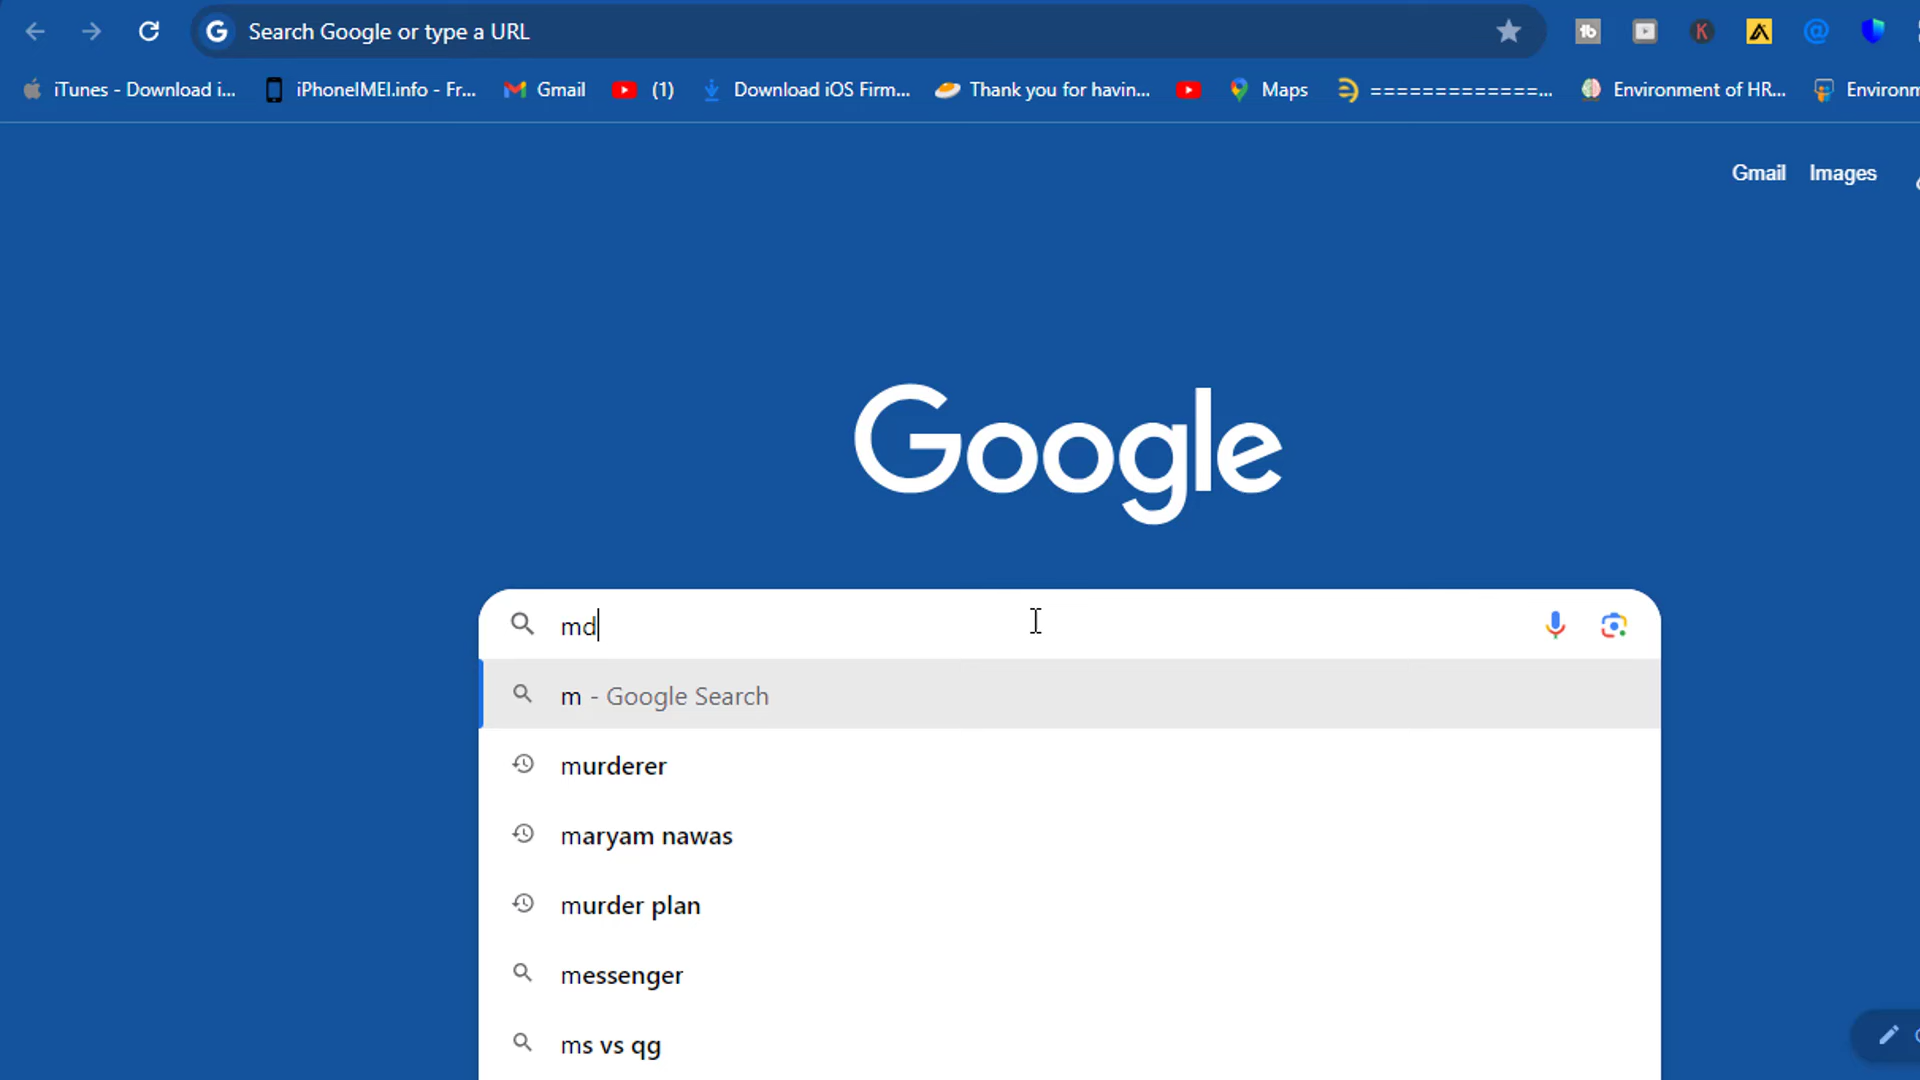 Search Google or type a URL
iTunes - Download i...
iPhoneIMEI.info - Fr...
Gmail
(1)
Download iOS Firm...
Thank you for havin...
Maps
=============...
Environment of HR...
Environm
Gmail Images
Google
md
m - Google Search
murderer
maryam nawas
murder plan
messenger
ms vs qg